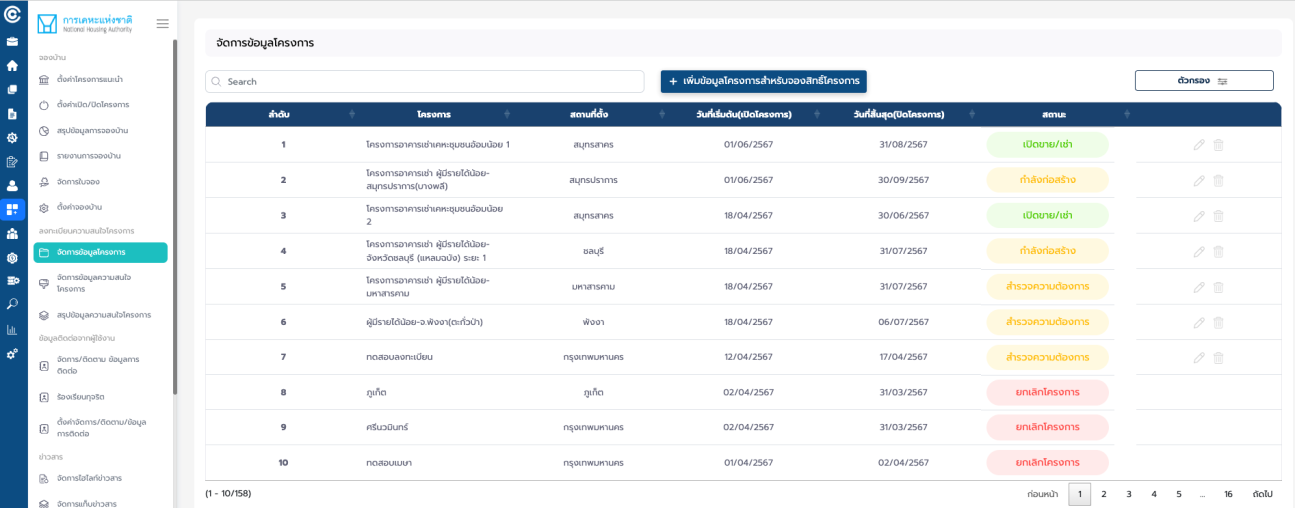 การเคหะแห่งชาติ
National Housing Authority
จองบ้าน
ตั้งค่าโครงการแนะนำ
ตั้งค่าเปิด/ปิดโครงการ
สรุปข้อมูลการจองบ้าน
รายงานการจองบ้าน
จัดการใบจอง
ตั้งค่าจองบ้าน
ลงทะเบียนความสนใจโครงการ
จัดการข้อมูลโครงการ
จัดการข้อมูลความสนใจ
โครงการ
สรุปข้อมูลความสนใจโครงการ
ข้อมูลติดต่อจากผู้ใช้งาน
จัดการ/ติดตาม ข้อมูลการ
ติดต่อ
ร้องเรียนทุจริต
ตั้งค่าจัดการ/ติดตาม/ข้อมูล
การติดต่อ
ข่าวสาร
จัดการไฮไลท์ข่าวสาร
จัดการแท็บข่าวสาร
จัดการข้อมูลโครงการ
Search
+ เพิ่มข้อมูลโครงการสำหรับจองสิทธิ์โครงการ
ตัวกรอง
ลำดับ โครงการ สถานที่ตั้ง วันที่เริ่มต้น(เปิดโครงการ) วันที่สิ้นสุด(ปิดโครงการ) สถานะ
1 โครงการอาคารเช่าเคหะชุมชนอ้อมน้อย 1 สมุทรสาคร 01/06/2567 31/08/2567 เปิดขาย/เช่า
โครงการอาคารเช่า ผู้มีรายได้น้อย-
2 สมุทรปราการ(บางพลี) สมุทรปราการ 01/06/2567 30/09/2567 กำลังก่อสร้าง
โครงการอาคารเช่าเคหะชุมชนอ้อมน้อย
3 2 สมุทรสาคร 18/04/2567 30/06/2567 เปิดขาย/เช่า
โครงการอาคารเช่า ผู้มีรายได้น้อย-
4 จังหวัดชลบุรี (แหลมฉบัง) ระยะ 1 ชลบุรี 18/04/2567 31/07/2567 กำลังก่อสร้าง
โครงการอาคารเช่า ผู้มีรายได้น้อย-
5 มหาสารคาม มหาสารคาม 18/04/2567 31/07/2567 สำรวจความต้องการ
6 ผู้มีรายได้น้อย-จ.พังงา(ตะกั่วป่า) พังงา 18/04/2567 06/07/2567 สำรวจความต้องการ
7 ทดสอบลงทะเบียน กรุงเทพมหานคร 12/04/2567 17/04/2567 สำรวจความต้องการ
8 ภูเก็ต ภูเก็ต 02/04/2567 31/03/2567 ยกเลิกโครงการ
9 ศรีนวมินทร์ กรุงเทพมหานคร 02/04/2567 31/03/2567 ยกเลิกโครงการ
10 ทดสอบเมษา กรุงเทพมหานคร 01/04/2567 02/04/2567 ยกเลิกโครงการ
(1 - 10/158)
ก่อนหน้า 1 2 3 4 5 ... 16 ถัดไป